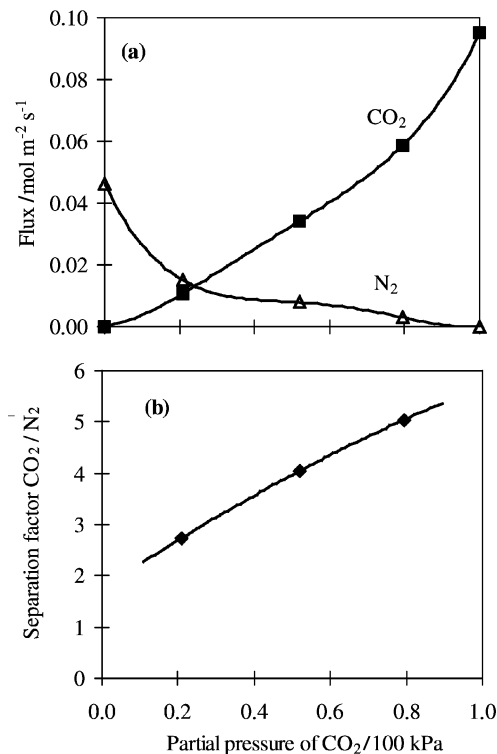 0.10
(a)
0.08
CO₂
0.06
Flux /mol m⁻² s⁻¹
0.04
N₂
0.02
0.00
6
(b)
5
4
Separation factor CO₂ / N₂
3
2
1
0
0.0 0.2 0.4 0.6 0.8 1.0
Partial pressure of CO₂/100 kPa